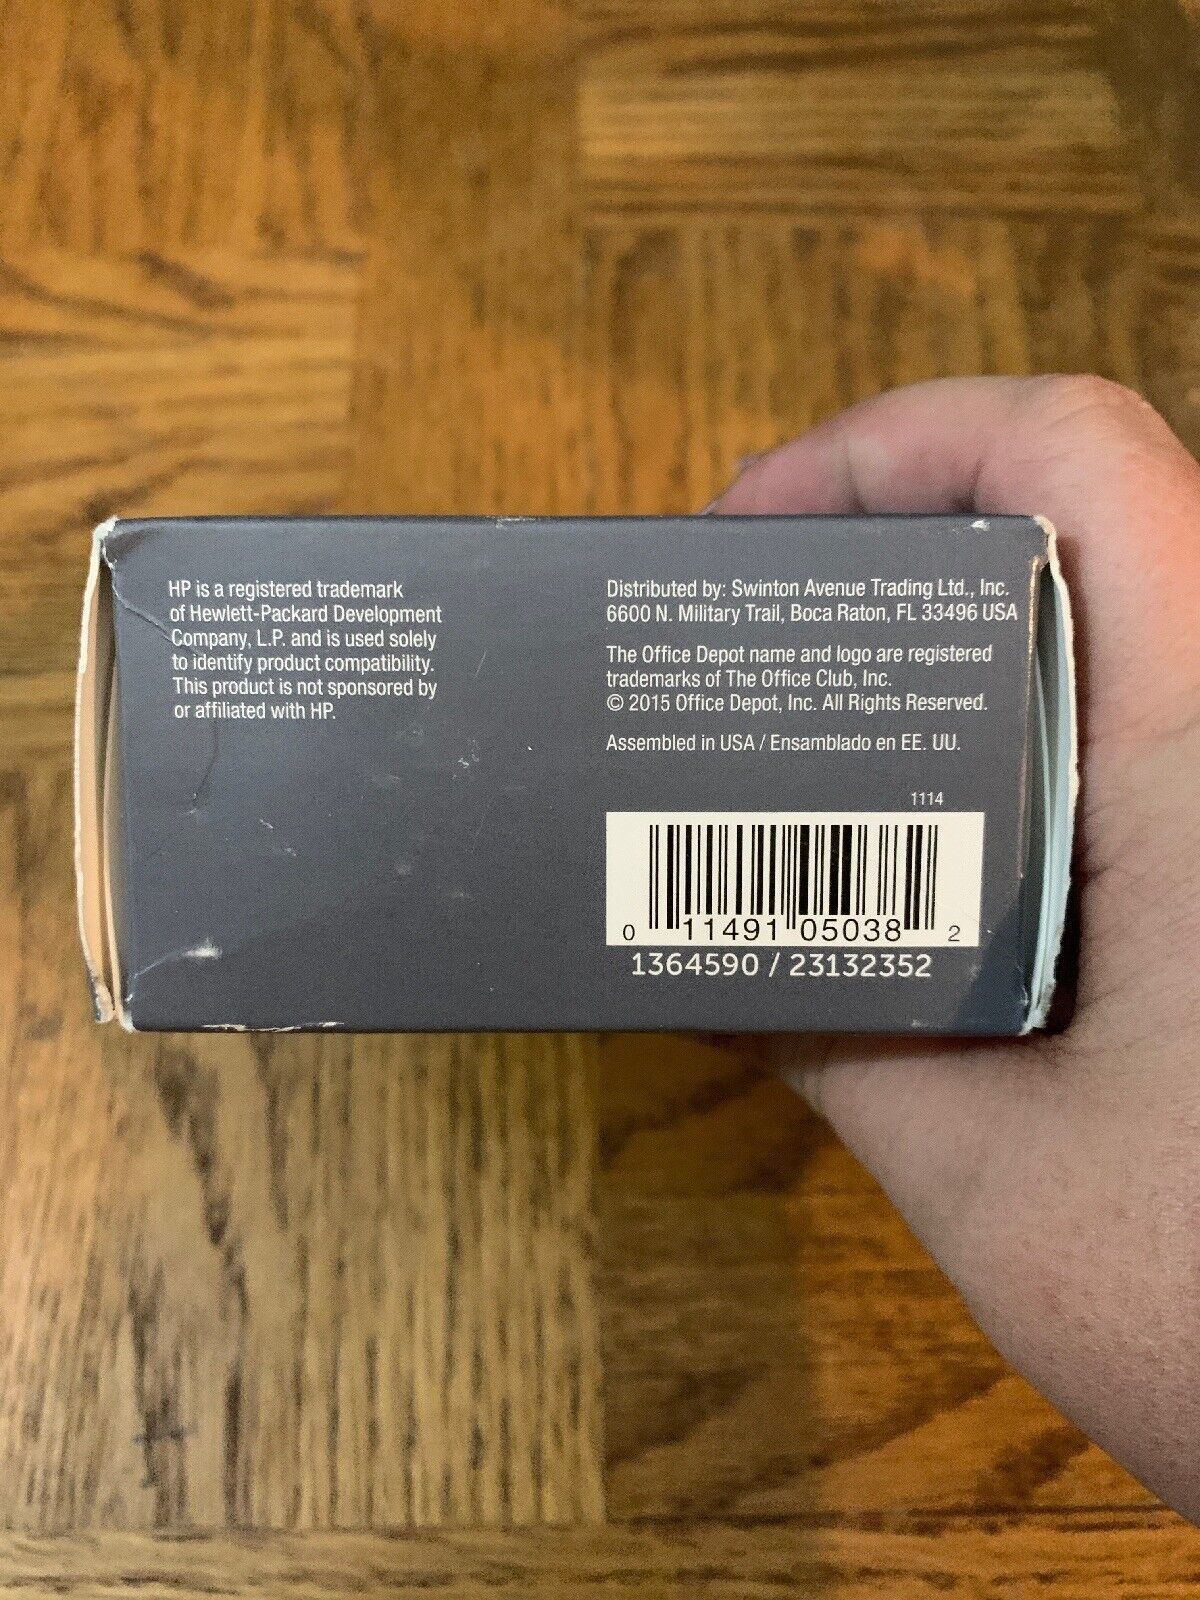 HP is a registered trademark
of Hewlett-Packard Development
Company, L.P. and is used solely
to identify product compatibility.
This product is not sponsored by
or affiliated with HP.
Distributed by: Swinton Avenue Trading Ltd., Inc.
6600 N. Military Trail, Boca Raton, FL 33496 USA
The Office Depot name and logo are registered
trademarks of The Office Club, Inc.
© 2015 Office Depot, Inc. All Rights Reserved.
Assembled in USA / Ensamblado en EE. UU.
1114
0 11491 05038 2
1364590 / 23132352